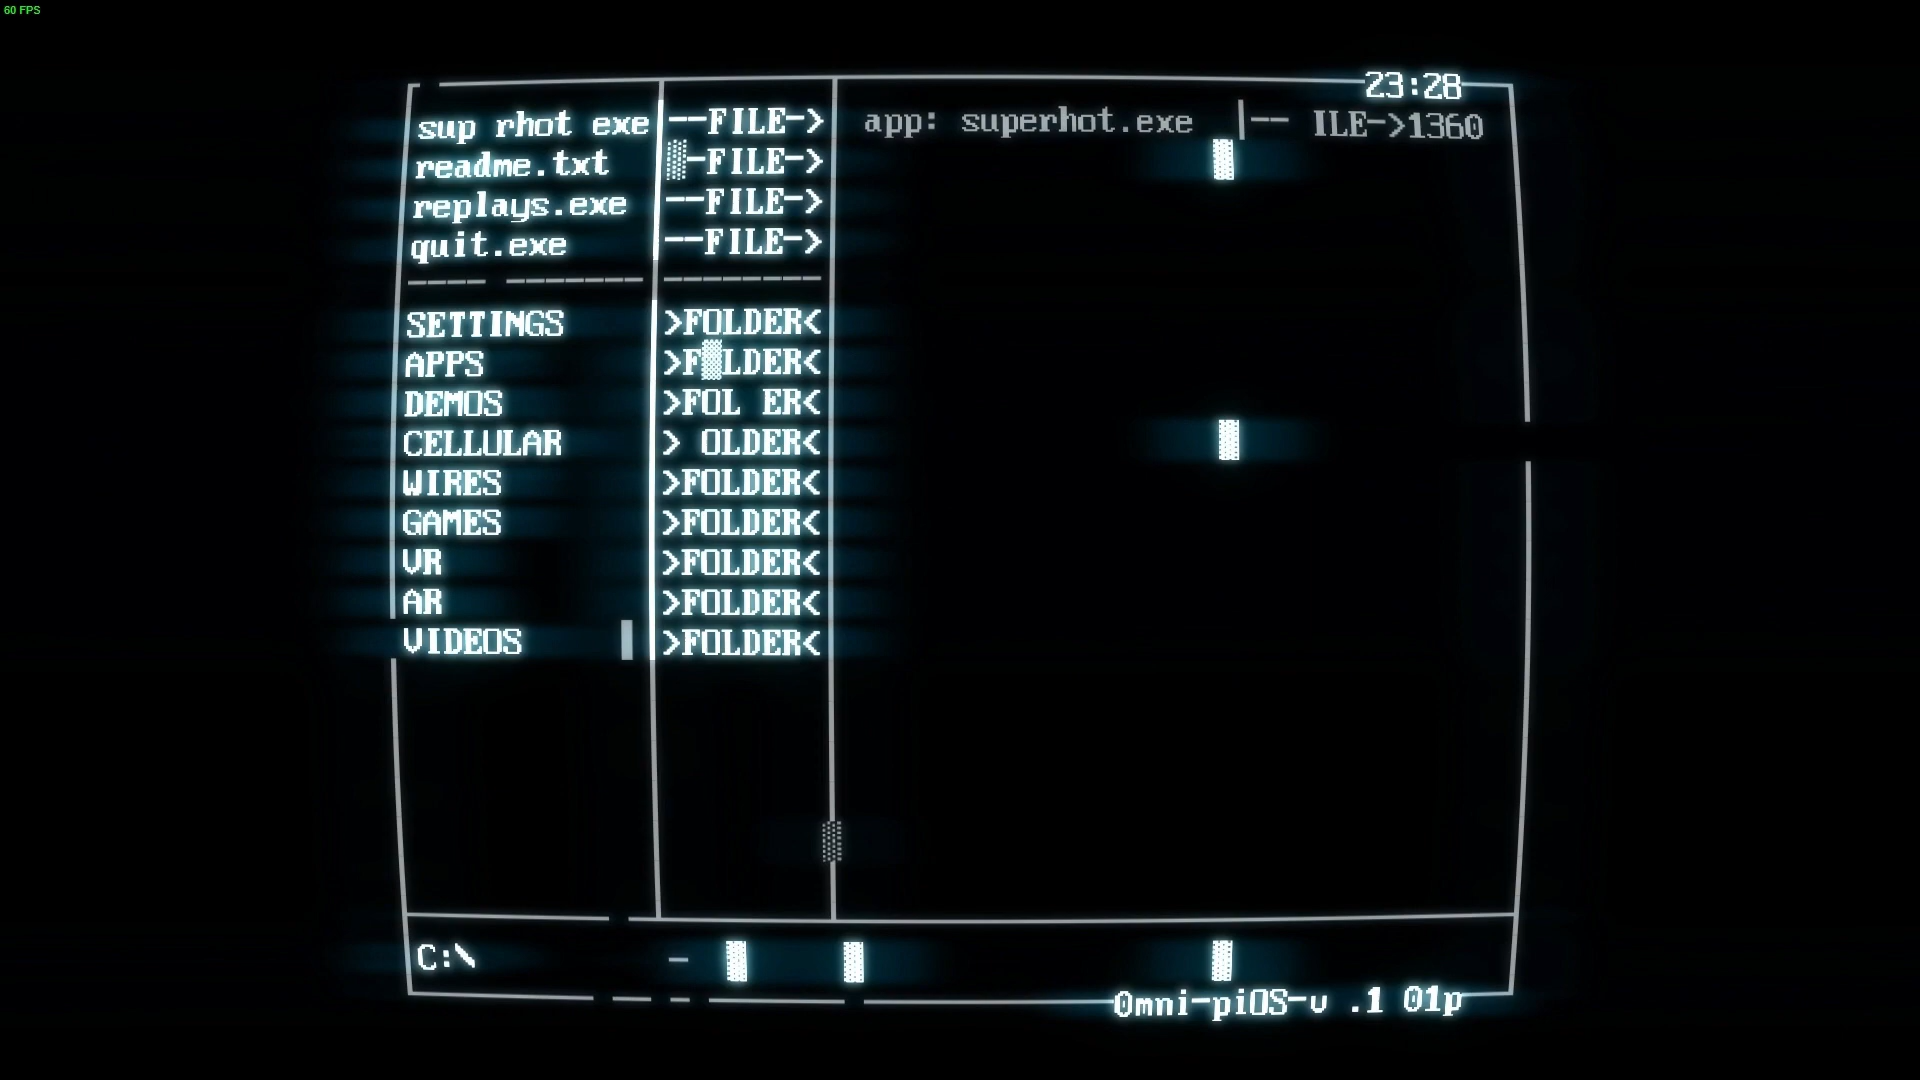 60 FPS
23:28
sup rhot exe --FILE-> app: superhot.exe |-- ILE->1360
readme.txt -FILE->
replays.exe --FILE->
quit.exe --FILE->
SETTINGS >FOLDER<
APPS >F LDER<
DEMOS >FOL ER<
CELLULAR > OLDER<
WIRES >FOLDER<
GAMES >FOLDER<
VR >FOLDER<
AR >FOLDER<
VIDEOS >FOLDER<
C:\
Omni-piOS-v .1 01p